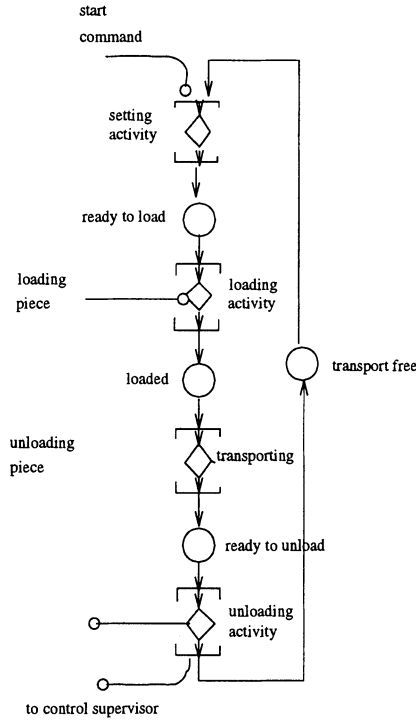 start
command
setting
activity
ready to load
loading
piece
loading
activity
loaded
transport free
unloading
piece
transporting
ready to unload
unloading
activity
to control supervisor